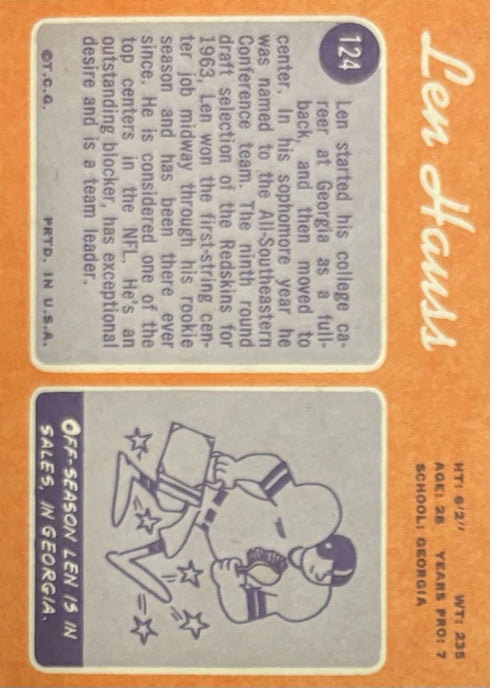 Len Hauss
HT: 6'2" WT: 235
AGE: 28 YEARS PRO: 7
SCHOOL: GEORGIA
124
Len started his college ca-
reer at Georgia as a full-
back, and then moved to
center. In his sophomore year he
was named to the All-Southeastern
Conference team. The ninth round
draft selection of the Redskins for
1963, Len won the first-string cen-
ter job midway through his rookie
season and has been there ever
since. He is considered one of the
top centers in the NFL. He's an
outstanding blocker, has exceptional
desire and is a team leader.
©T.C.G. PRTD. IN U.S.A.
OFF-SEASON LEN IS IN
SALES, IN GEORGIA.